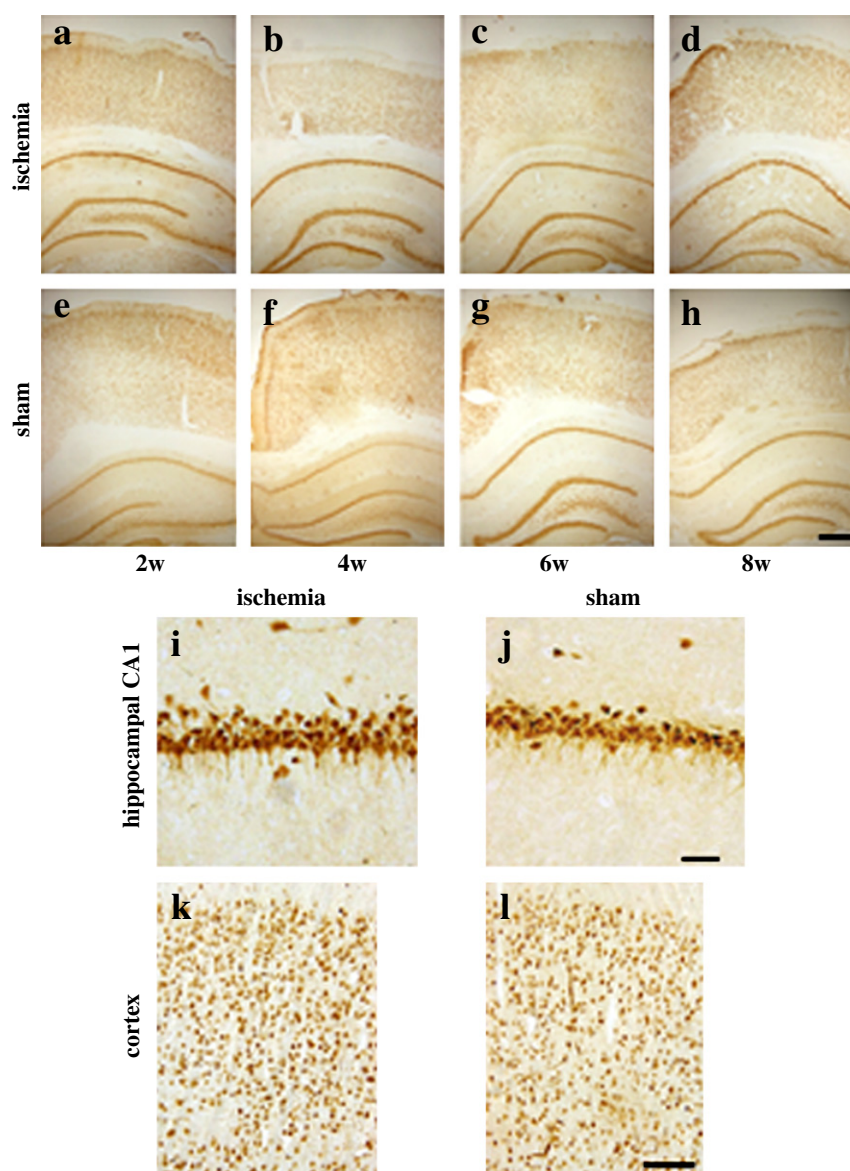 a b c d
ischemia
e f g h
sham
2w 4w 6w 8w
ischemia sham
i j
hippocampal CA1
k l
cortex